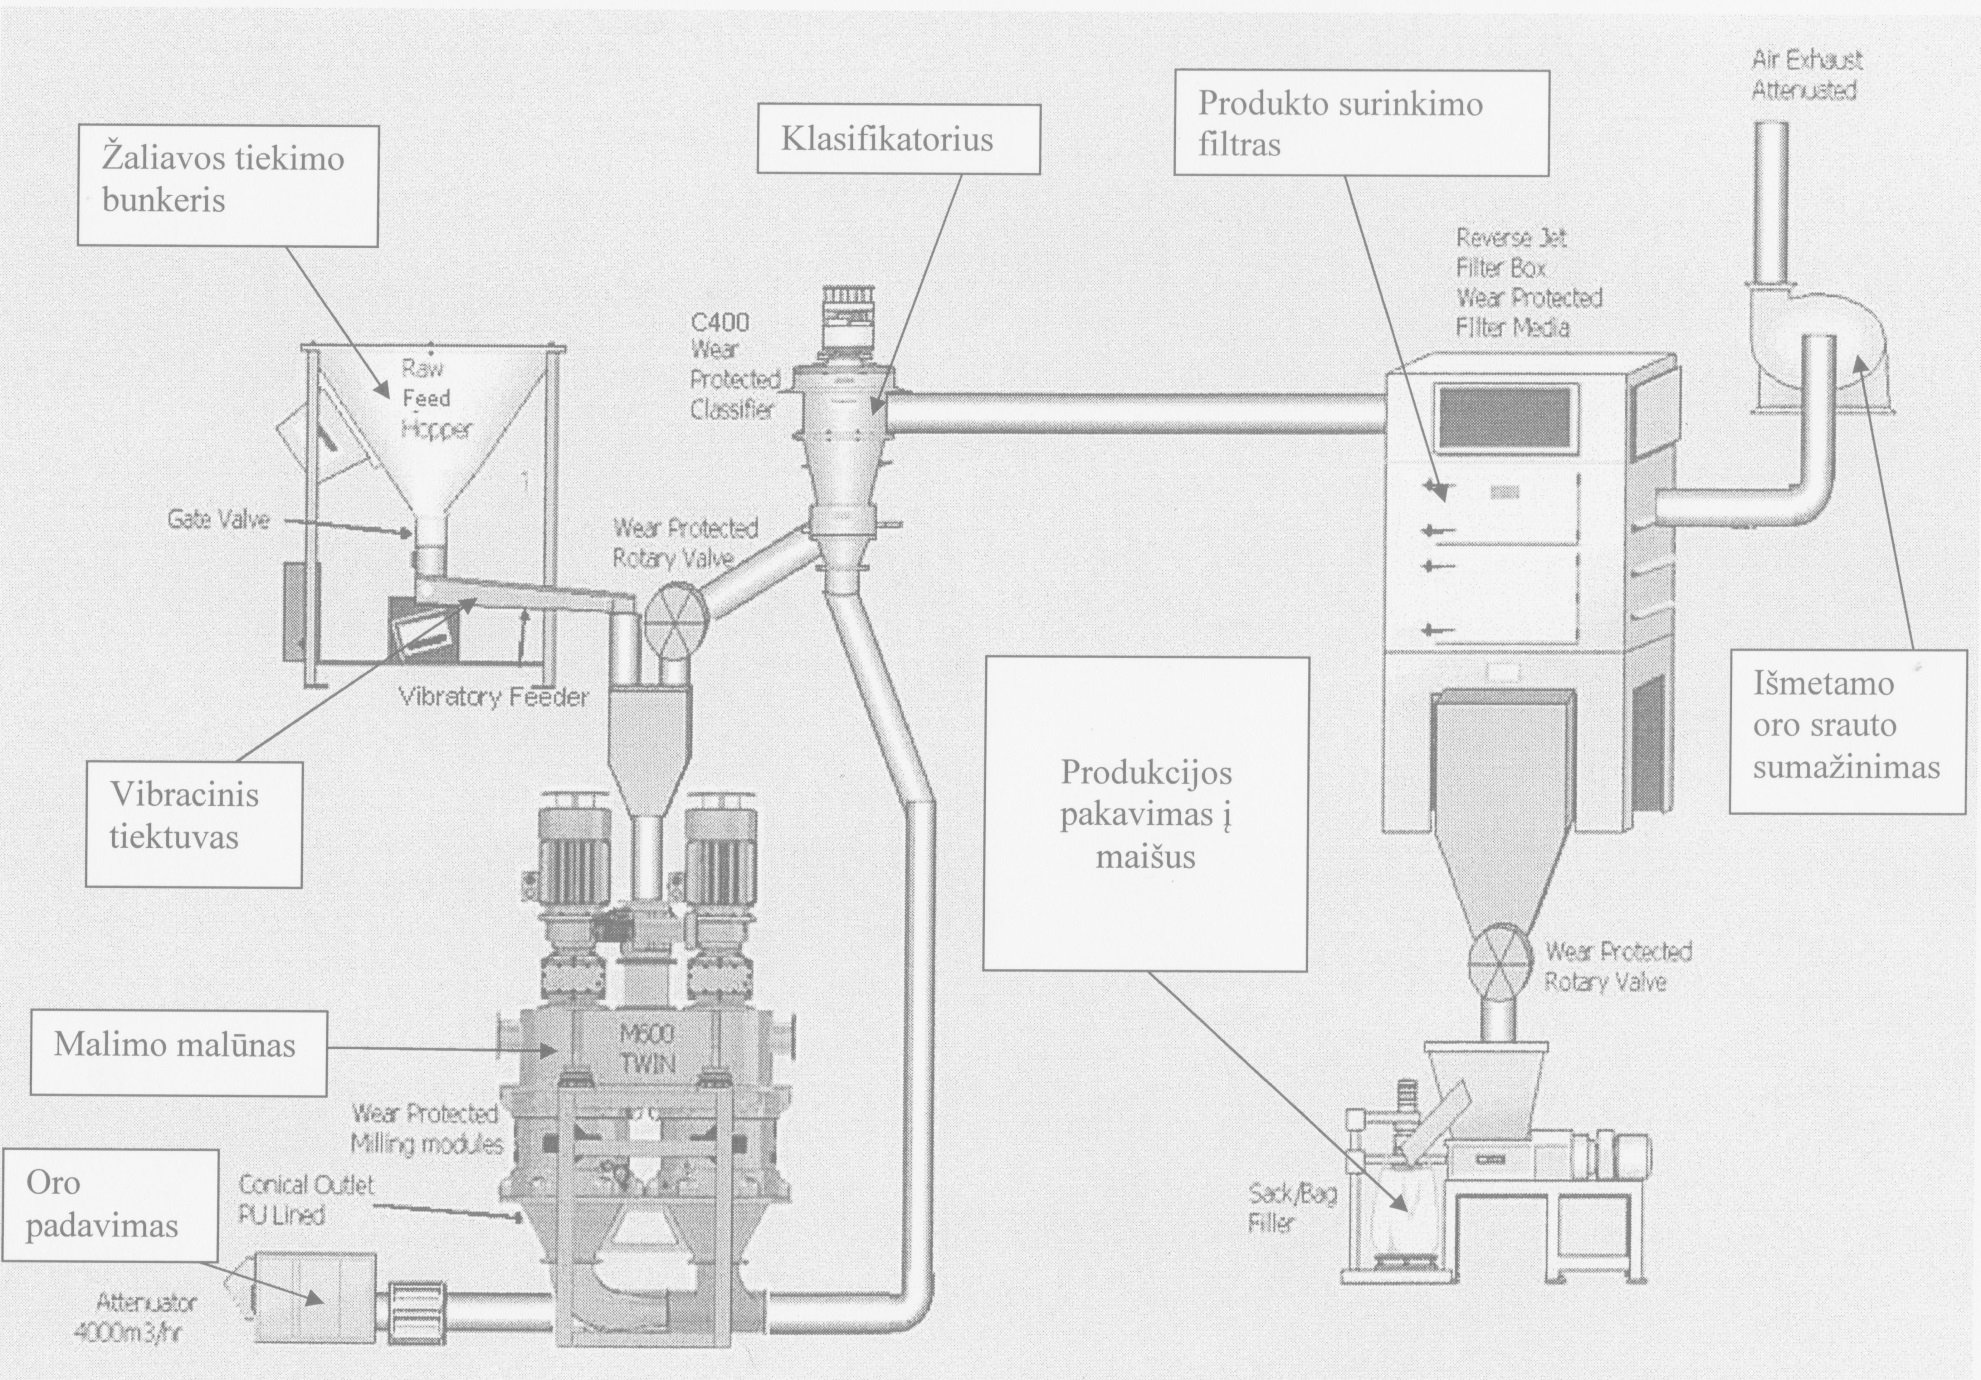 Air Exhaust
Attenuated
Produkto surinkimo
filtras
Klasifikatorius
Žaliavos tiekimo
bunkeris
Reverse Jet
Filter Box
Wear Protected
Filter Media
C400
Wear
Protected
Classifier
Raw
Feed
Hopper
Gate Valve
Wear Protected
Rotary Valve
Vibratory Feeder
Išmetamo
oro srauto
sumažinimas
Produkcijos
pakavimas į
maišus
Vibracinis
tiektuvas
Wear Protected
Rotary Valve
Malimo malūnas
M600
TWIN
Wear Protected
Milling modules
Oro
padavimas
Conical Outlet
PU Lined
Sack/Bag
Filler
Attenuator
4000m3/hr